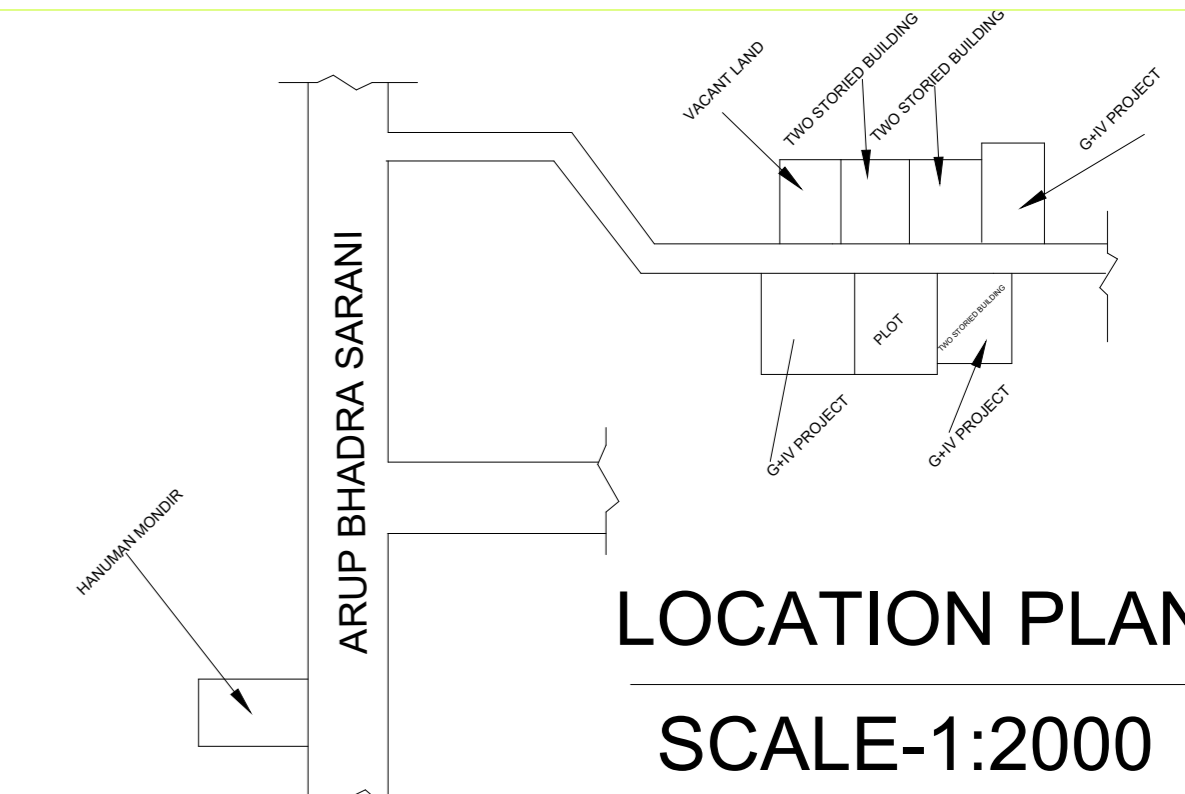 VACANT LAND
TWO STORIED BUILDING
TWO STORIED BUILDING
G+IV PROJECT
ARUP BHADRA SARANI
PLOT
TWO STORIED BUILDING
G+IV PROJECT
G+IV PROJECT
HANUMAN MONDIR
LOCATION PLAN
SCALE-1:2000